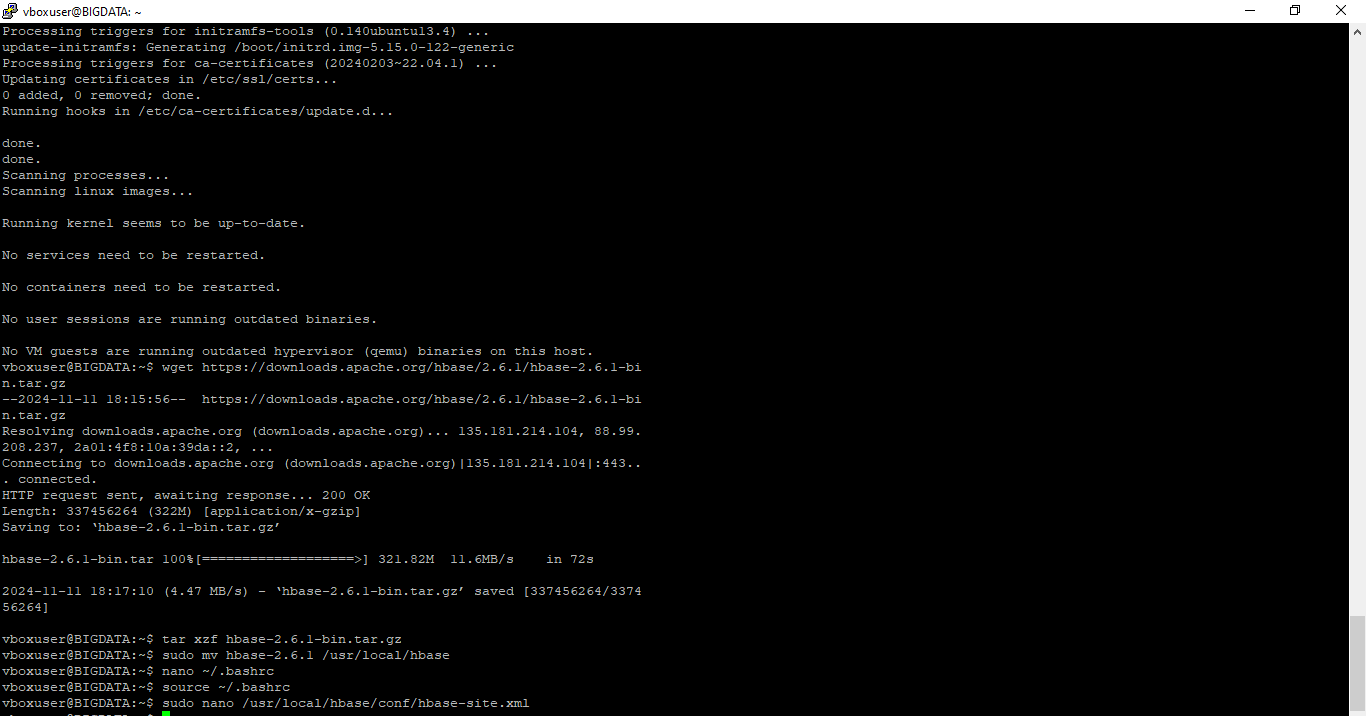 vboxuser@BIGDATA: ~
Processing triggers for initramfs-tools (0.140ubuntu13.4) ...
update-initramfs: Generating /boot/initrd.img-5.15.0-122-generic
Processing triggers for ca-certificates (20240203~22.04.1) ...
Updating certificates in /etc/ssl/certs...
0 added, 0 removed; done.
Running hooks in /etc/ca-certificates/update.d...
done.
done.
Scanning processes...
Scanning linux images...
Running kernel seems to be up-to-date.
No services need to be restarted.
No containers need to be restarted.
No user sessions are running outdated binaries.
No VM guests are running outdated hypervisor (qemu) binaries on this host.
vboxuser@BIGDATA:~$ wget https://downloads.apache.org/hbase/2.6.1/hbase-2.6.1-bi
n.tar.gz
--2024-11-11 18:15:56--  https://downloads.apache.org/hbase/2.6.1/hbase-2.6.1-bi
n.tar.gz
Resolving downloads.apache.org (downloads.apache.org)... 135.181.214.104, 88.99.
208.237, 2a01:4f8:10a:39da::2, ...
Connecting to downloads.apache.org (downloads.apache.org)|135.181.214.104|:443..
. connected.
HTTP request sent, awaiting response... 200 OK
Length: 337456264 (322M) [application/x-gzip]
Saving to: ‘hbase-2.6.1-bin.tar.gz’
hbase-2.6.1-bin.tar 100%[===================>] 321.82M  11.6MB/s    in 72s
2024-11-11 18:17:10 (4.47 MB/s) - ‘hbase-2.6.1-bin.tar.gz’ saved [337456264/3374
56264]
vboxuser@BIGDATA:~$ tar xzf hbase-2.6.1-bin.tar.gz
vboxuser@BIGDATA:~$ sudo mv hbase-2.6.1 /usr/local/hbase
vboxuser@BIGDATA:~$ nano ~/.bashrc
vboxuser@BIGDATA:~$ source ~/.bashrc
vboxuser@BIGDATA:~$ sudo nano /usr/local/hbase/conf/hbase-site.xml